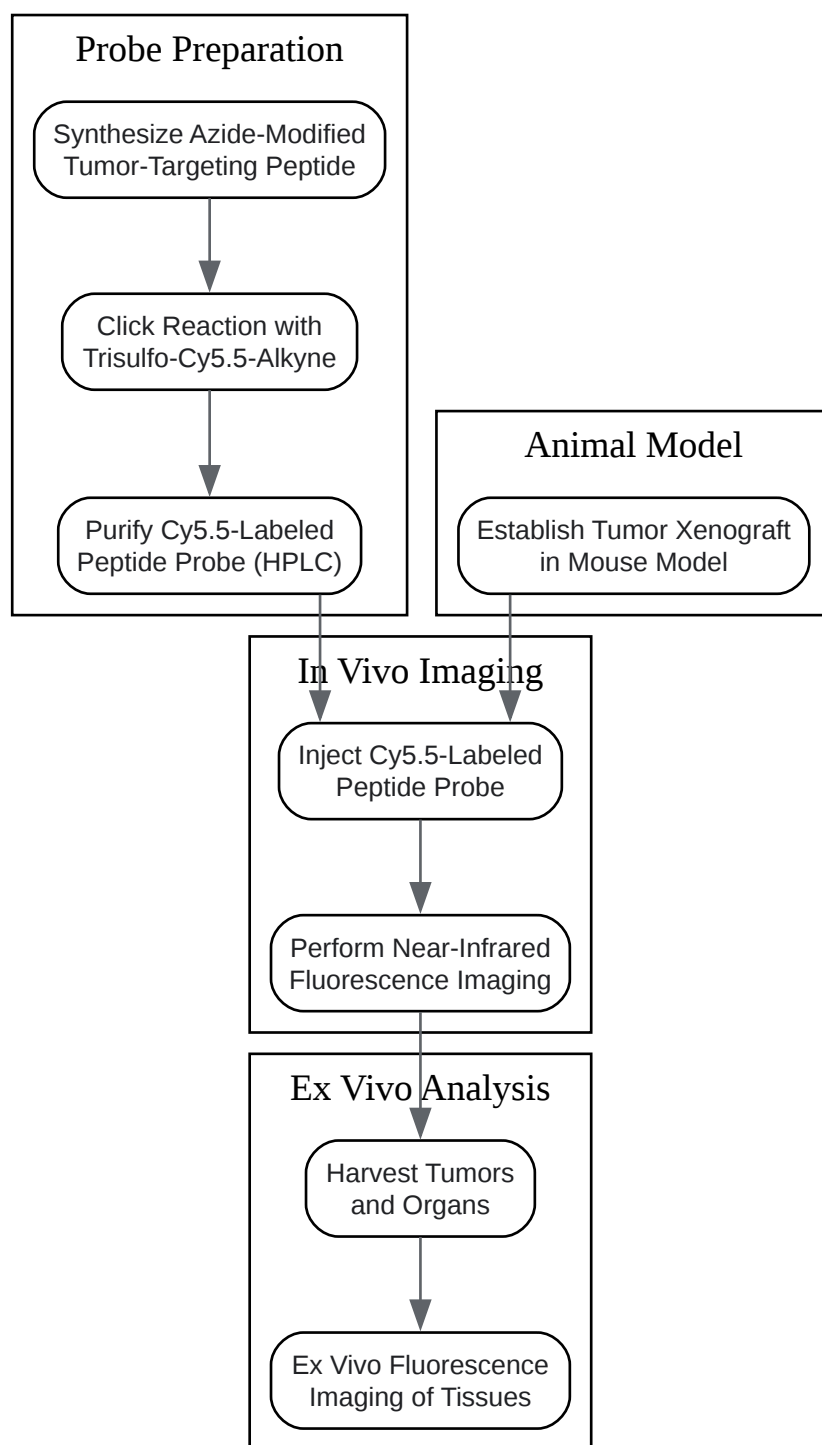 Probe Preparation
Synthesize Azide-Modified
Tumor-Targeting Peptide
Click Reaction with
Trisulfo-Cy5.5-Alkyne
Purify Cy5.5-Labeled
Peptide Probe (HPLC)
Animal Model
Establish Tumor Xenograft
in Mouse Model
In Vivo Imaging
Inject Cy5.5-Labeled
Peptide Probe
Perform Near-Infrared
Fluorescence Imaging
Ex Vivo Analysis
Harvest Tumors
and Organs
Ex Vivo Fluorescence
Imaging of Tissues